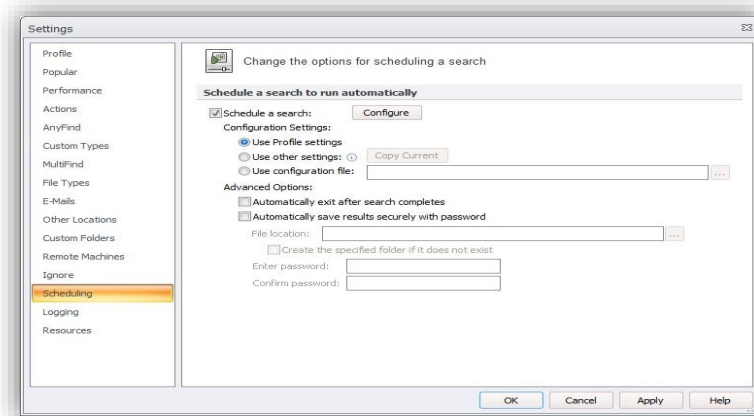 Settings
Profile
Popular
Performance
Actions
AnyFind
Custom Types
MultiFind
File Types
E-Mails
Other Locations
Custom Folders
Remote Machines
Ignore
Scheduling
Logging
Resources
Change the options for scheduling a search
Schedule a search to run automatically
Schedule a search: Configure
Configuration Settings:
Use Profile settings
Use other settings: Copy Current
Use configuration file: ...
Advanced Options:
Automatically exit after search completes
Automatically save results securely with password
File location: ...
Create the specified folder if it does not exist
Enter password:
Confirm password:
OK Cancel Apply Help